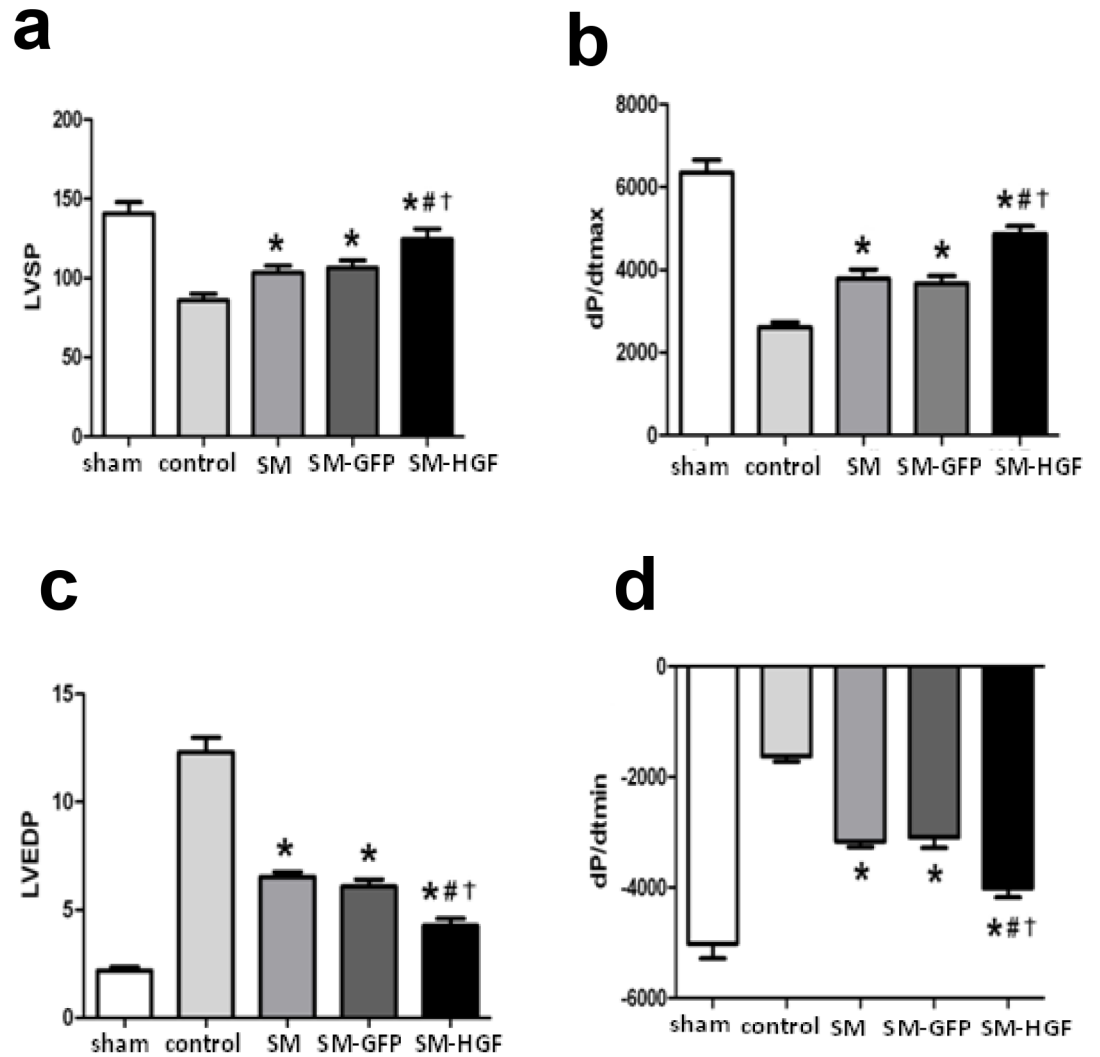 a
200
150
100
50
0
LVSP
* * *#†
sham control SM SM-GFP SM-HGF
b
8000
6000
4000
2000
0
dP/dtmax
* * *#†
sham control SM SM-GFP SM-HGF
c
15
10
5
0
LVEDP
* * *#†
sham control SM SM-GFP SM-HGF
d
0
-2000
-4000
-6000
dP/dtmin
* * *#†
sham control SM SM-GFP SM-HGF